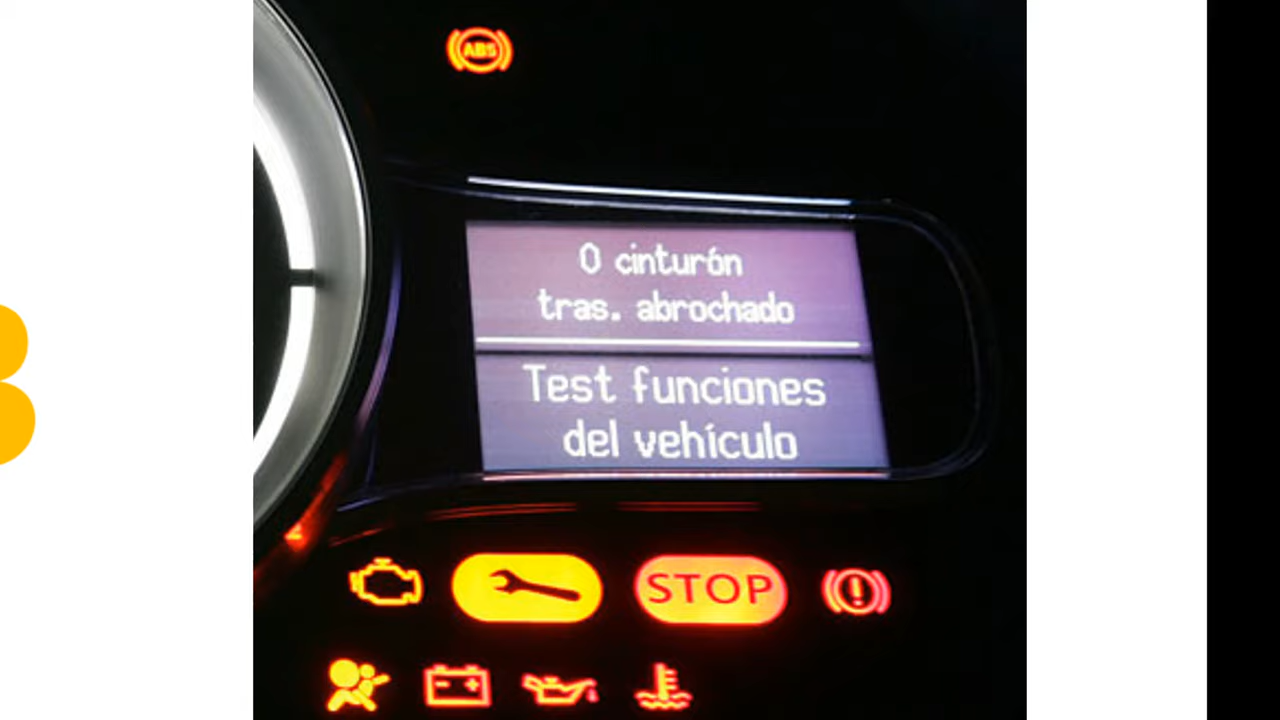 ABS
0 cinturón
tras. abrochado
Test funciones
del vehículo
STOP